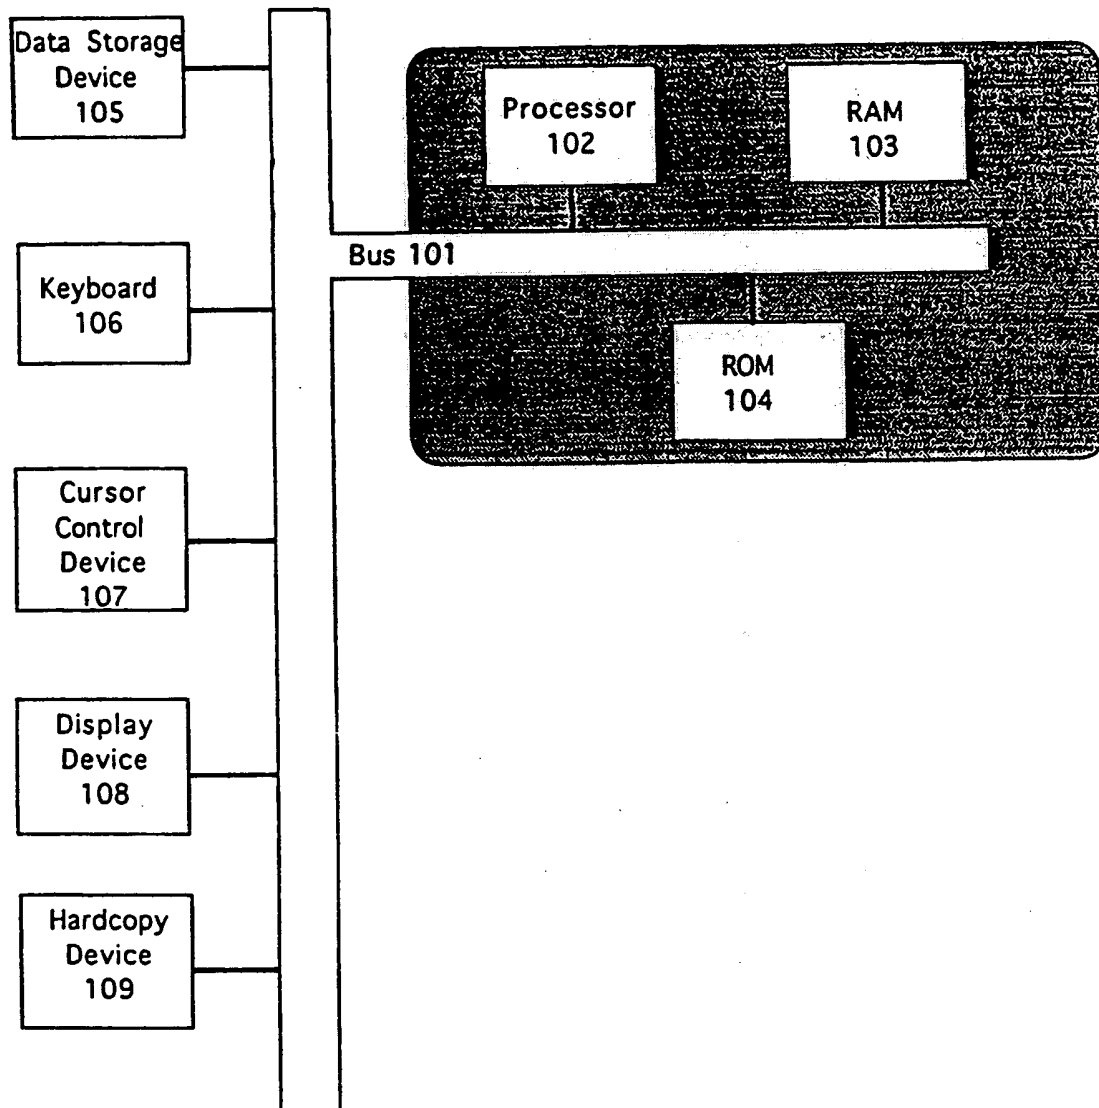 Data Storage
Device
105
Processor
102
RAM
103
Bus 101
Keyboard
106
ROM
104
Cursor
Control
Device
107
Display
Device
108
Hardcopy
Device
109